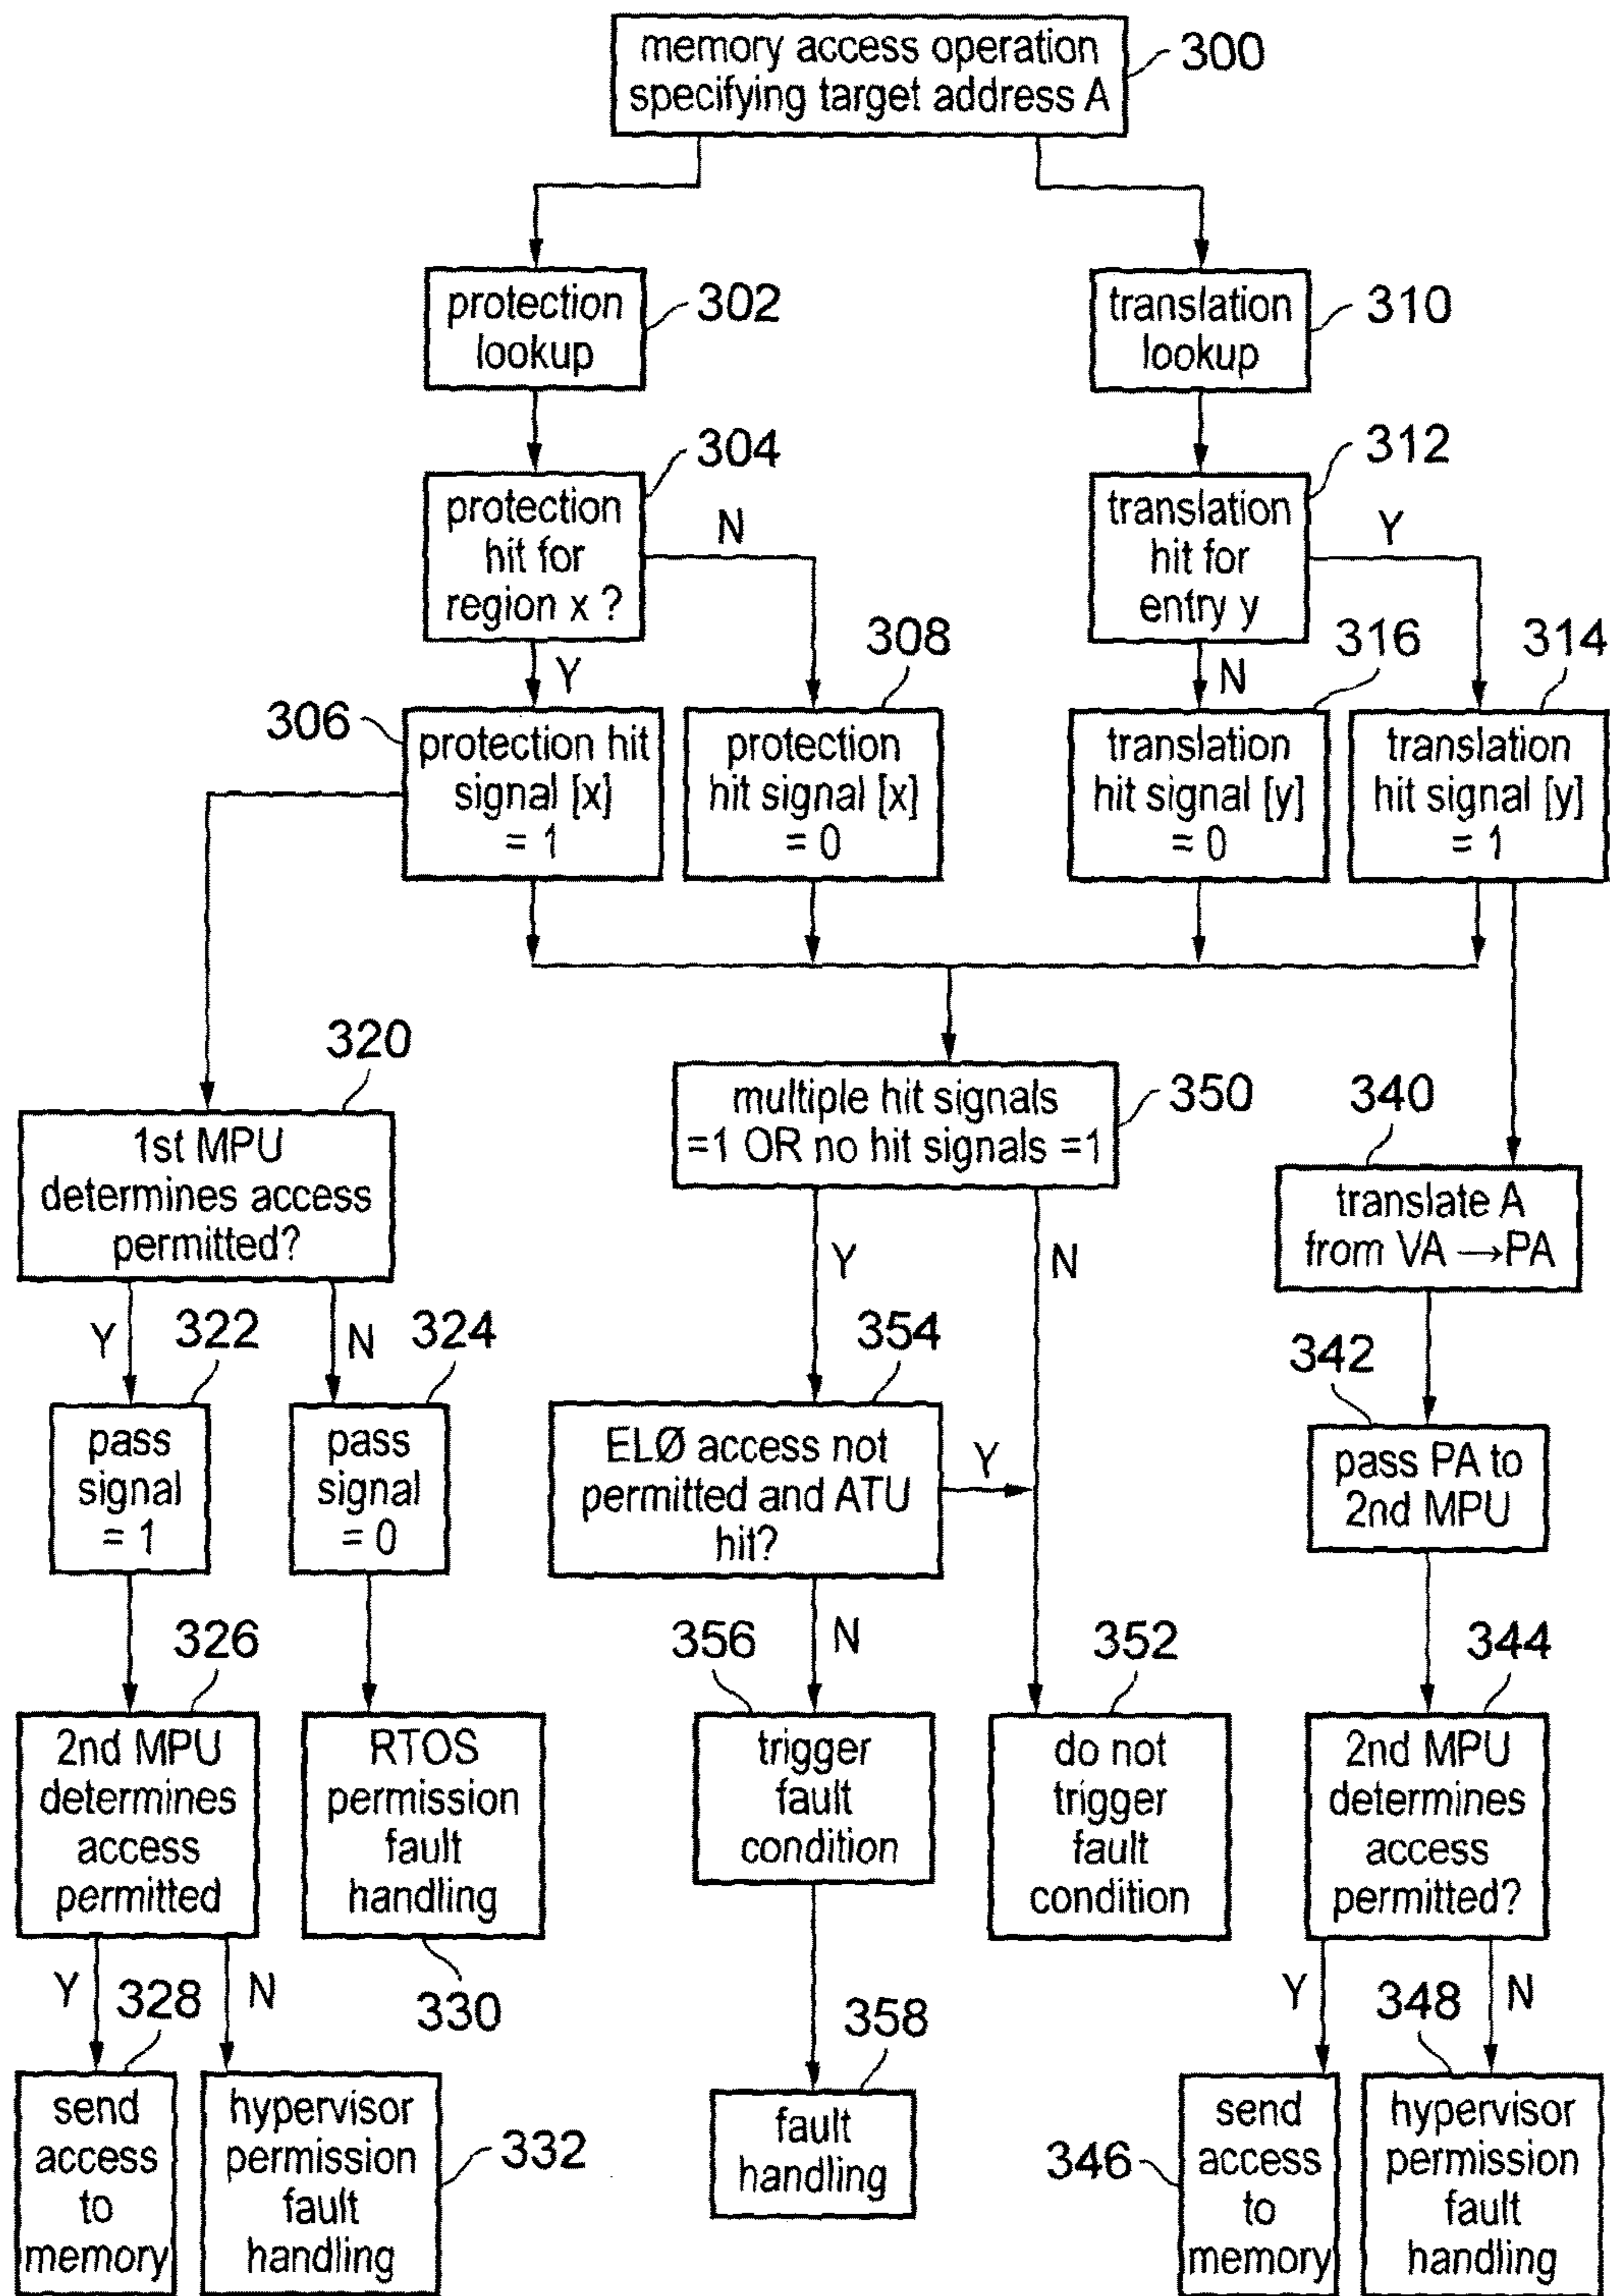 memory access operation
specifying target address A
300
protection
lookup
302
translation
lookup
310
protection
hit for
region x ?
304
N
Y
translation
hit for
entry y
312
Y
N
306
protection hit
signal [x]
= 1
308
protection
hit signal [x]
= 0
316
translation
hit signal [y]
= 0
314
translation
hit signal [y]
= 1
320
1st MPU
determines access
permitted?
Y
N
multiple hit signals
=1 OR no hit signals =1
350
Y
N
340
translate A
from VA →PA
322
pass
signal
= 1
324
pass
signal
= 0
354
ELØ access not
permitted and ATU
hit?
Y
N
342
pass PA to
2nd MPU
326
2nd MPU
determines
access
permitted
Y
N
RTOS
permission
fault
handling
330
356
trigger
fault
condition
352
do not
trigger
fault
condition
344
2nd MPU
determines
access
permitted?
Y
N
328
send
access
to
memory
hypervisor
permission
fault
handling
332
358
fault
handling
346
send
access
to
memory
348
hypervisor
permission
fault
handling